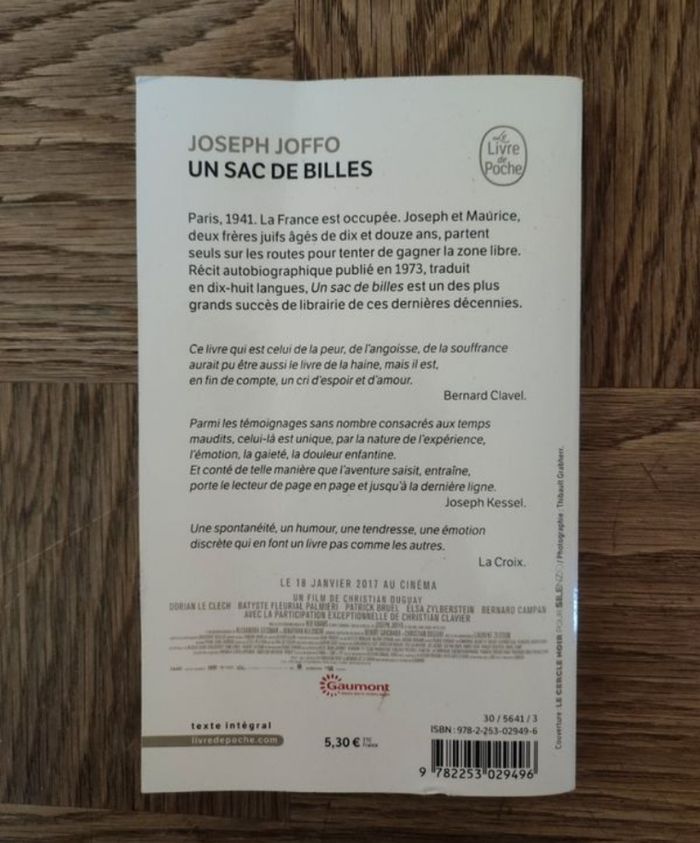 JOSEPH JOFFO
UN SAC DE BILLES
Le
Livre
de
Poche
Paris, 1941. La France est occupée. Joseph et Maurice,
deux frères juifs âgés de dix et douze ans, partent
seuls sur les routes pour tenter de gagner la zone libre.
Récit autobiographique publié en 1973, traduit
en dix-huit langues, Un sac de billes est un des plus
grands succès de librairie de ces dernières décennies.
Ce livre qui est celui de la peur, de l'angoisse, de la souffrance
aurait pu être aussi le livre de la haine, mais il est,
en fin de compte, un cri d'espoir et d'amour.
Bernard Clavel.
Parmi les témoignages sans nombre consacrés aux temps
maudits, celui-là est unique, par la nature de l'expérience,
l'émotion, la gaieté, la douleur enfantine.
Et conté de telle manière que l'aventure saisit, entraîne,
porte le lecteur de page en page et jusqu'à la dernière ligne.
Joseph Kessel.
Une spontanéité, un humour, une tendresse, une émotion
discrète qui en font un livre pas comme les autres.
La Croix.
LE 18 JANVIER 2017 AU CINÉMA
UN FILM DE CHRISTIAN DUGUAY
DORIAN LE CLECH BATYSTE FLEURIAL PALMIERI PATRICK BRUEL ELSA ZYLBERSTEIN BERNARD CAMPAN
AVEC LA PARTICIPATION EXCEPTIONNELLE DE CHRISTIAN CLAVIER
Gaumont
texte intégral
livredepoche.com
5,30 € TTC
France
30 / 5641 / 3
ISBN : 978-2-253-02949-6
9 782253 029496
Couverture : LE CERCLE NOIR POUR SELENZO / Photographie : Thibault Grabherr.